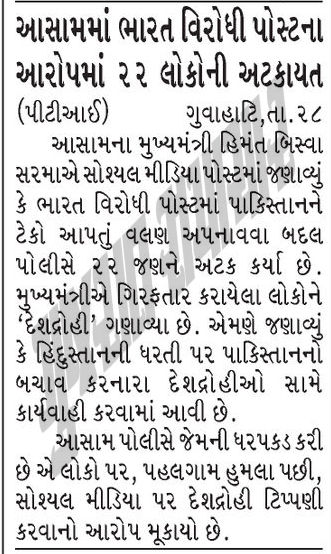 આસામમાં ભારત વિરોધી પોસ્ટના
આરોપમાં ૨૨ લોકોની અટકાયત
(પીટીઆઈ) ગુવાહાટિ,તા.૨૮
આસામના મુખ્યમંત્રી હિમંત બિસ્વા
સરમાએ સોશ્યલ મીડિયા પોસ્ટમાં જણાવ્યું
કે ભારત વિરોધી પોસ્ટમાં પાકિસ્તાનને
ટેકો આપતું વલણ અપનાવવા બદલ
પોલીસે ૨૨ જણને અટક કર્યા છે.
મુખ્યમંત્રીએ ગિરફતાર કરાયેલા લોકોને
‘દેશદ્રોહી’ ગણાવ્યા છે. એમણે જણાવ્યું
કે હિંદુસ્તાનની ધરતી પર પાકિસ્તાનનો
બચાવ કરનારા દેશદ્રોહીઓ સામે
કાર્યવાહી કરવામાં આવી છે.
આસામ પોલીસે જેમની ધરપકડ કરી
છે એ લોકો પર, પહલગામ હુમલા પછી,
સોશ્યલ મીડિયા પર દેશદ્રોહી ટિપ્પણી
કરવાનો આરોપ મૂકાયો છે.